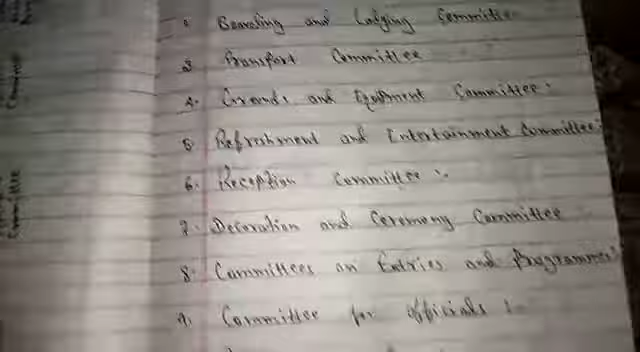 Boarding and Lodging Committee
3. Transport Committee
4. Grounds and Equipment Committee :
5. Refreshment and Entertainment Committee :
6. Reception Committee :-
7. Decoration and Ceremony Committee
8. Committees on Entries and Programmes :
9. Committee for officials :-
Committee